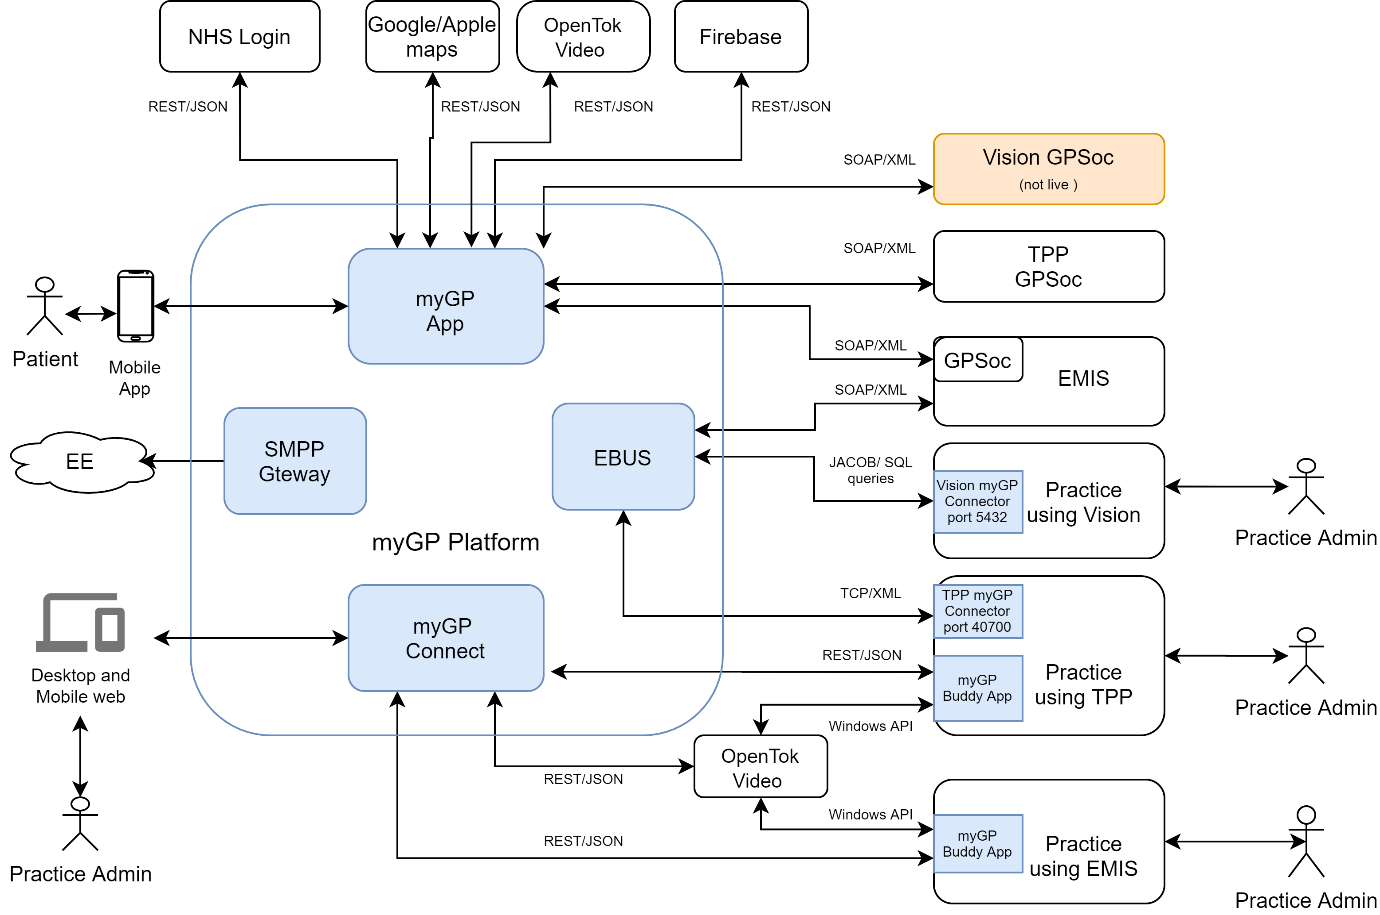 NHS Login
Google/Apple
maps
OpenTok
Video
Firebase
REST/JSON
REST/JSON
REST/JSON
REST/JSON
SOAP/XML
Vision GPSoc
(not live )
SOAP/XML
TPP
GPSoc
myGP
App
Patient
Mobile
App
SOAP/XML
GPSoc
EMIS
SOAP/XML
EE
SMPP
Gteway
EBUS
JACOB/ SQL
queries
Vision myGP
Connector
port 5432
Practice
using Vision
Practice Admin
myGP Platform
TCP/XML
TPP myGP
Connector
port 40700
myGP
Connect
REST/JSON
myGP
Buddy App
Practice
using TPP
Practice Admin
Desktop and
Mobile web
Windows API
OpenTok
Video
REST/JSON
Windows API
REST/JSON
myGP
Buddy App
Practice
using EMIS
Practice Admin
Practice Admin